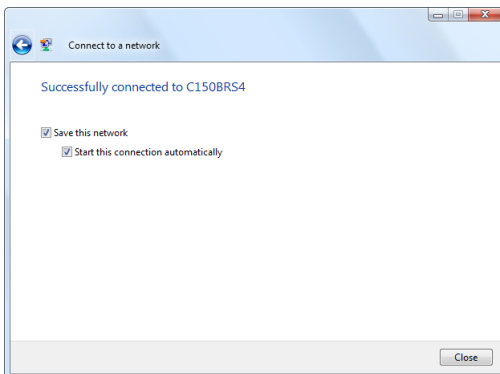 Connect to a network
Successfully connected to C150BRS4
Save this network
Start this connection automatically
Close